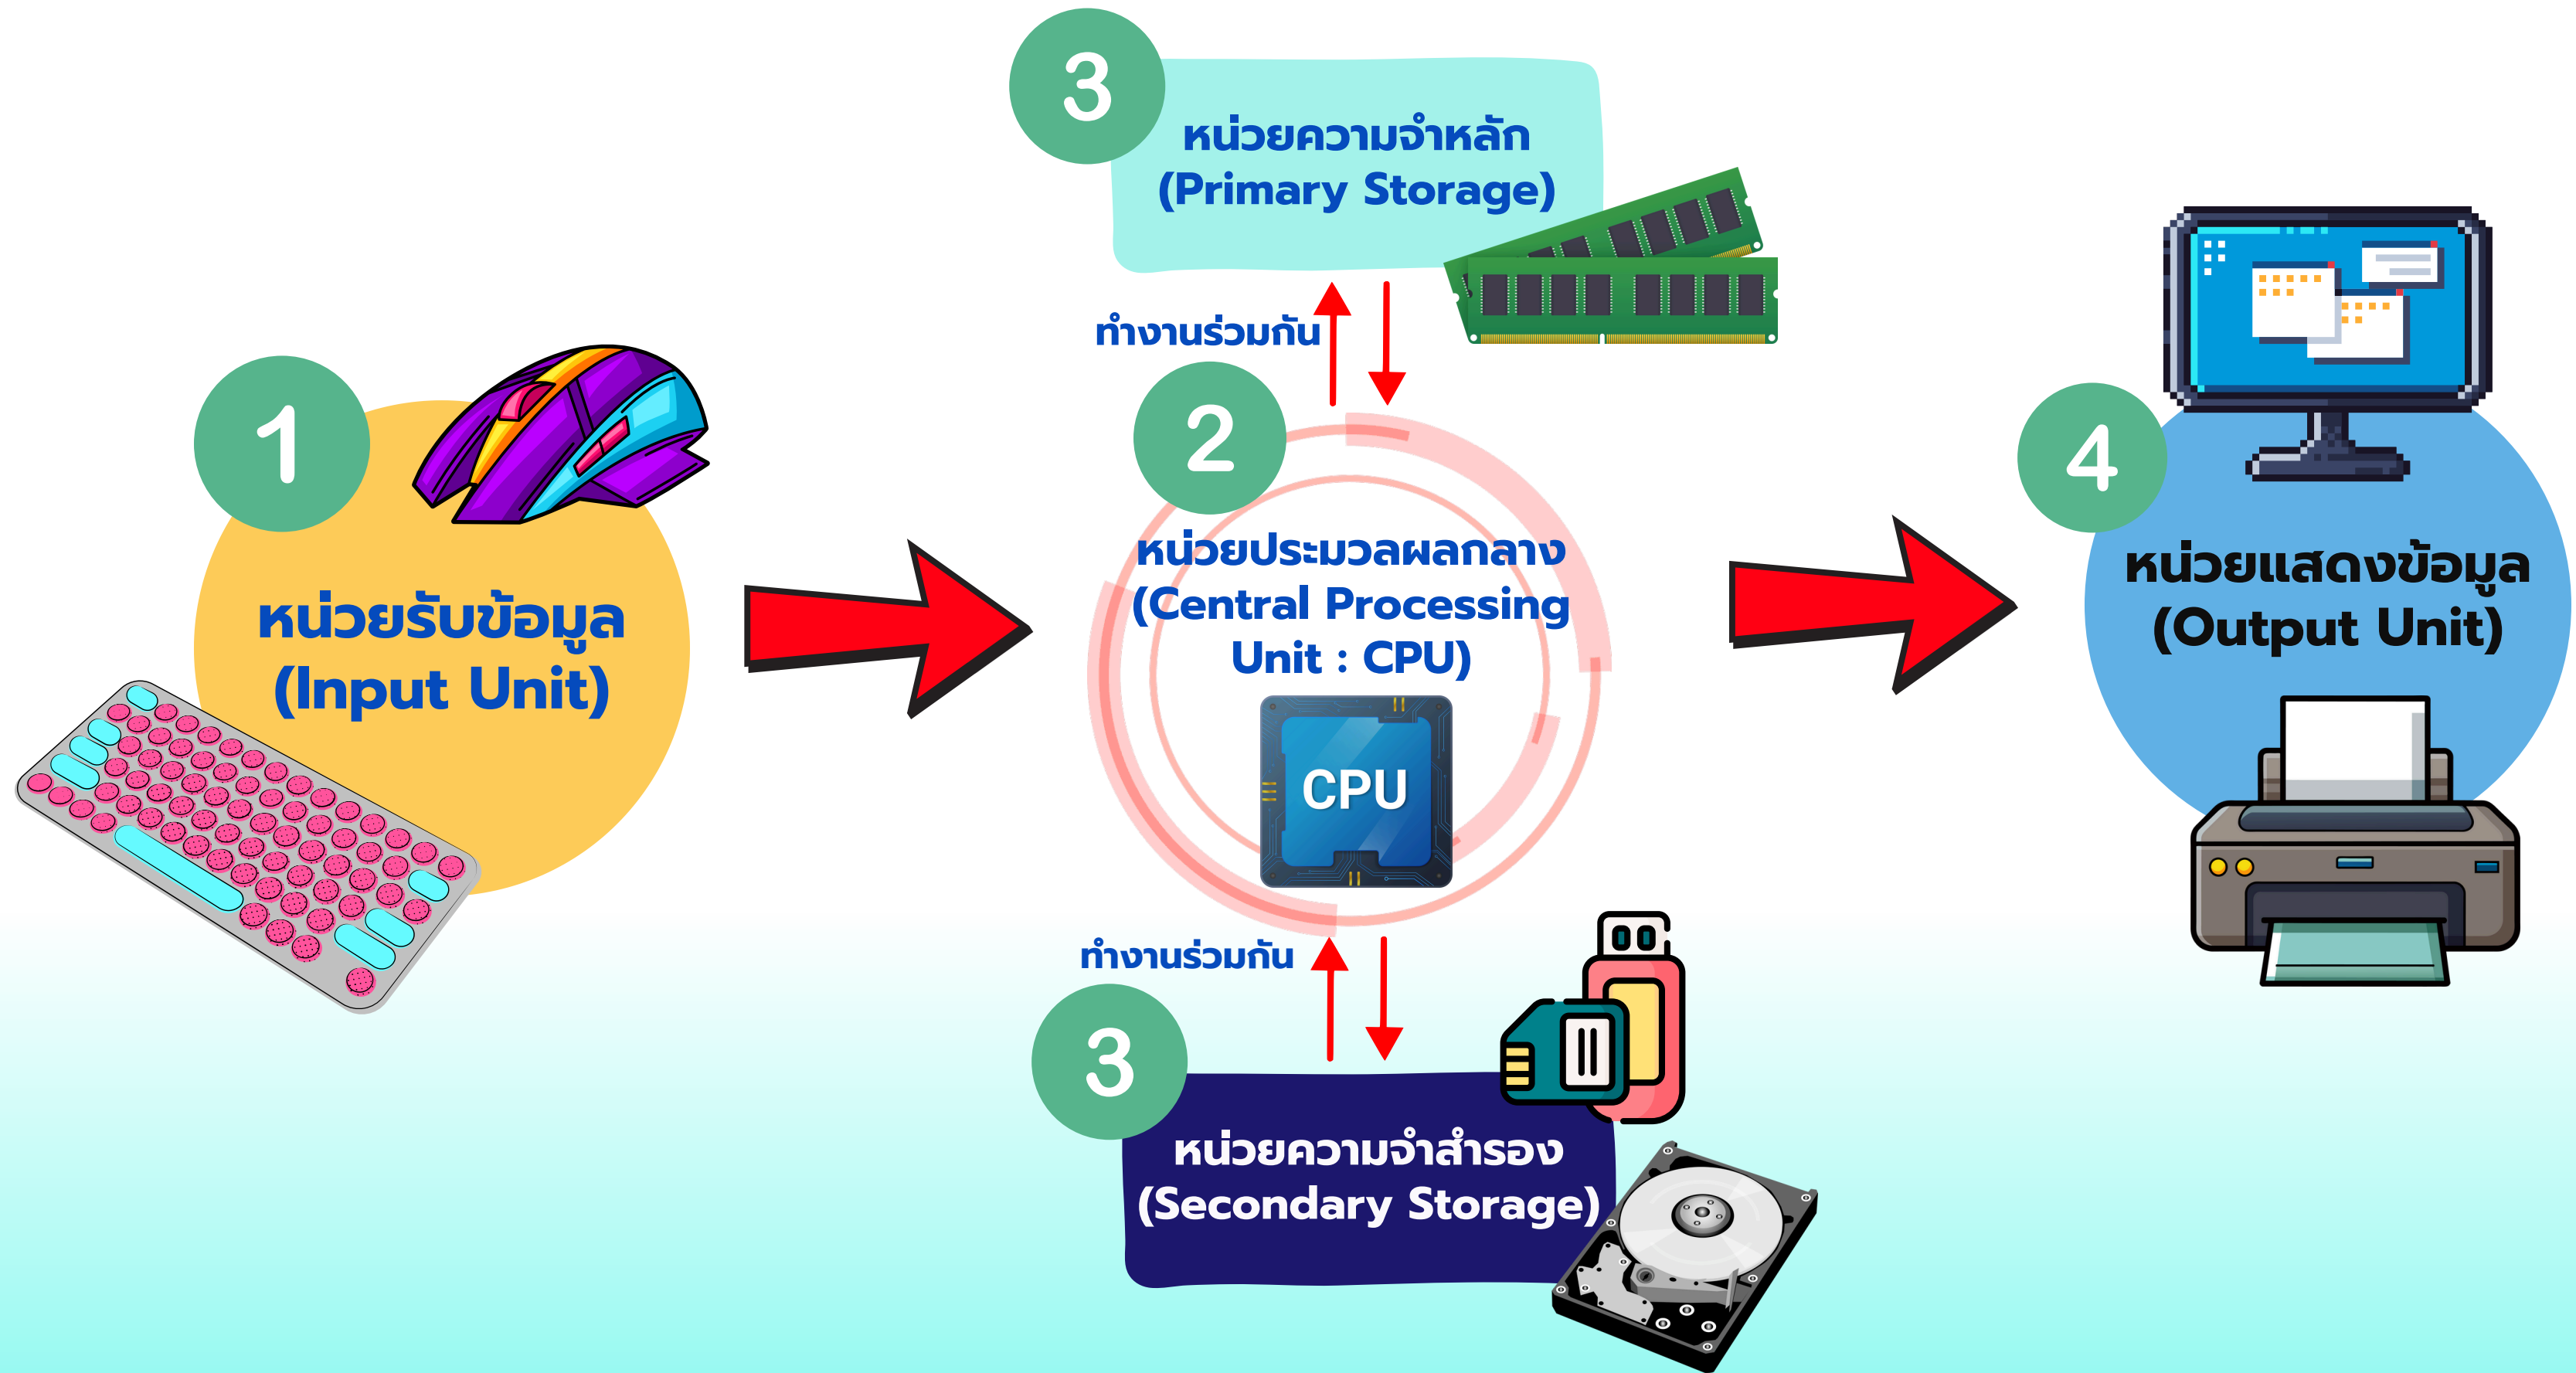 1
หน่วยรับข้อมูล
(Input Unit)
3
หน่วยความจำหลัก
(Primary Storage)
ทำงานร่วมกัน
2
หน่วยประมวลผลกลาง
(Central Processing
Unit : CPU)
CPU
ทำงานร่วมกัน
3
หน่วยความจำสำรอง
(Secondary Storage)
4
หน่วยแสดงข้อมูล
(Output Unit)